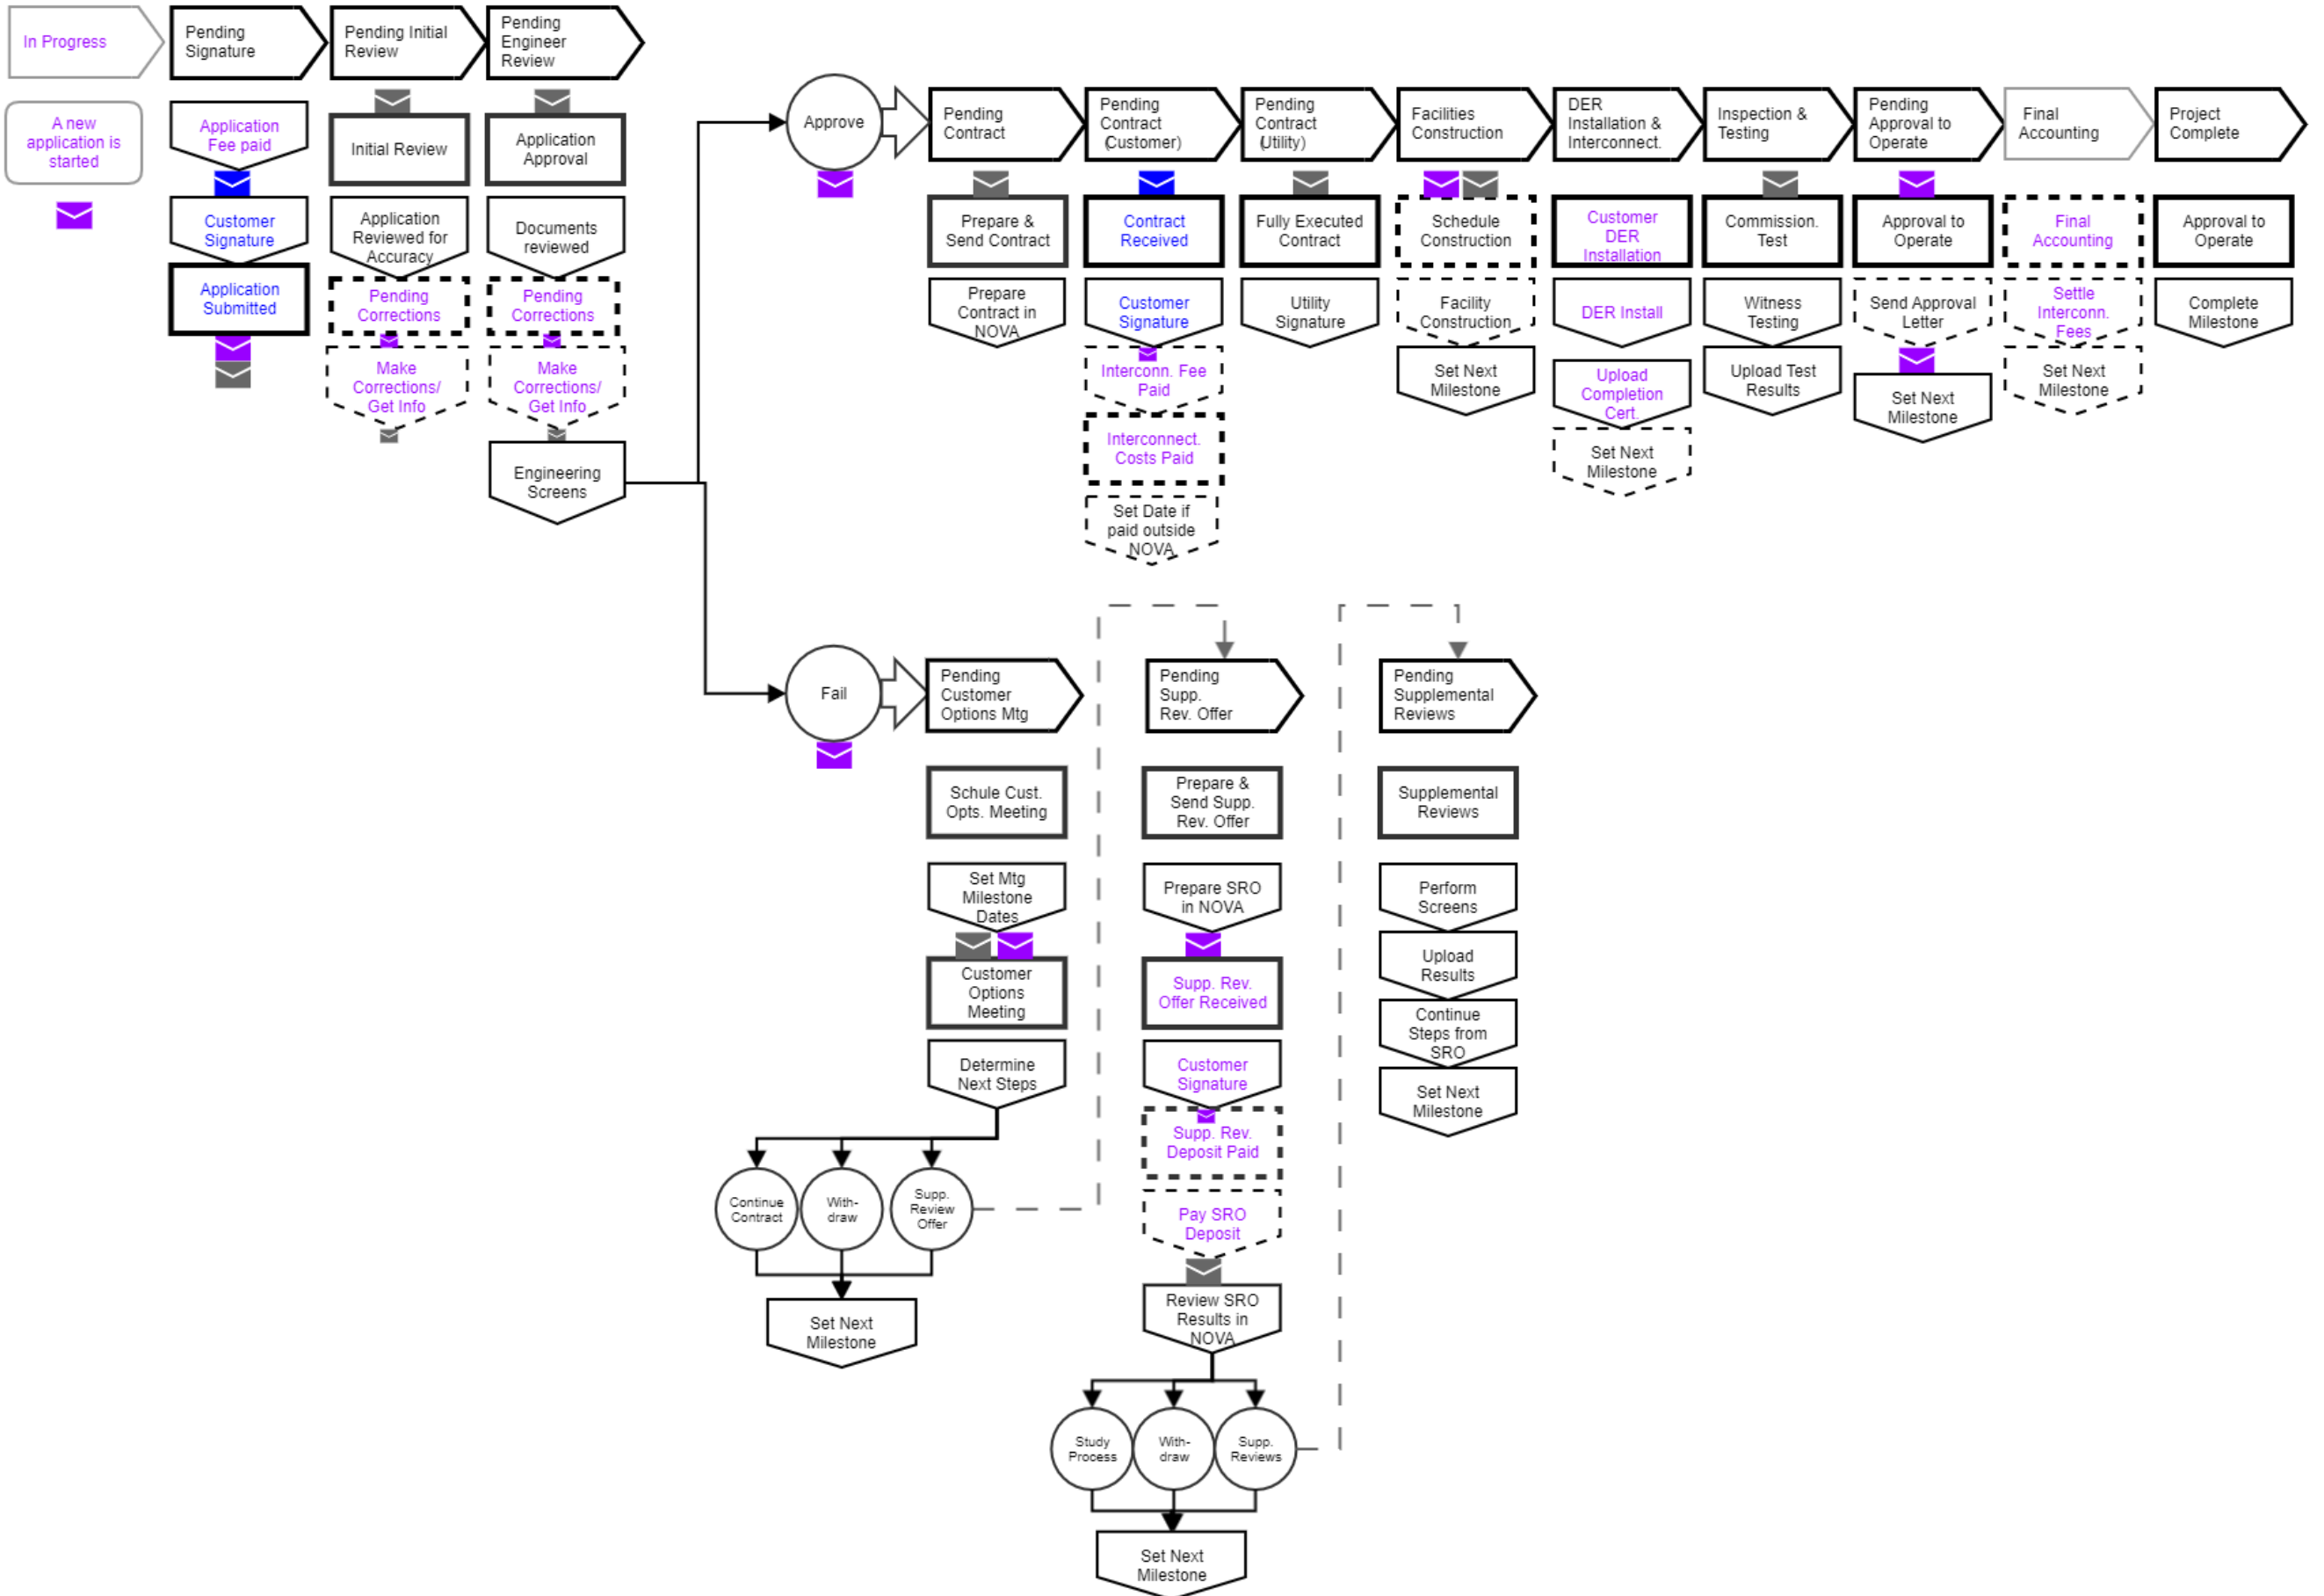 In Progress
Pending
Signature
Pending Initial
Review
Pending
Engineer
Review
A new
application is
started
Application
Fee paid
Customer
Signature
Application
Submitted
Initial Review
Application
Reviewed for
Accuracy
Pending
Corrections
Make
Corrections/
Get Info
Application
Approval
Documents
reviewed
Pending
Corrections
Make
Corrections/
Get Info
Engineering
Screens
Approve
Pending
Contract
Prepare &
Send Contract
Prepare
Contract in
NOVA
Pending
Contract
(Customer)
Contract
Received
Customer
Signature
Interconn. Fee
Paid
Interconnect.
Costs Paid
Set Date if
paid outside
NOVA
Pending
Contract
(Utility)
Fully Executed
Contract
Utility
Signature
Facilities
Construction
Schedule
Construction
Facility
Construction
Set Next
Milestone
DER
Installation &
Interconnect.
Customer
DER
Installation
DER Install
Upload
Completion
Cert.
Set Next
Milestone
Inspection &
Testing
Commission.
Test
Witness
Testing
Upload Test
Results
Pending
Approval to
Operate
Approval to
Operate
Send Approval
Letter
Set Next
Milestone
Final
Accounting
Final
Accounting
Settle
Interconn.
Fees
Set Next
Milestone
Project
Complete
Approval to
Operate
Complete
Milestone
Fail
Pending
Customer
Options Mtg
Schule Cust.
Opts. Meeting
Set Mtg
Milestone
Dates
Customer
Options
Meeting
Determine
Next Steps
Continue
Contract
With-
draw
Supp.
Review
Offer
Set Next
Milestone
Pending
Supp.
Rev. Offer
Prepare &
Send Supp.
Rev. Offer
Prepare SRO
in NOVA
Supp. Rev.
Offer Received
Customer
Signature
Supp. Rev.
Deposit Paid
Pay SRO
Deposit
Review SRO
Results in
NOVA
Study
Process
With-
draw
Supp.
Reviews
Set Next
Milestone
Pending
Supplemental
Reviews
Supplemental
Reviews
Perform
Screens
Upload
Results
Continue
Steps from
SRO
Set Next
Milestone